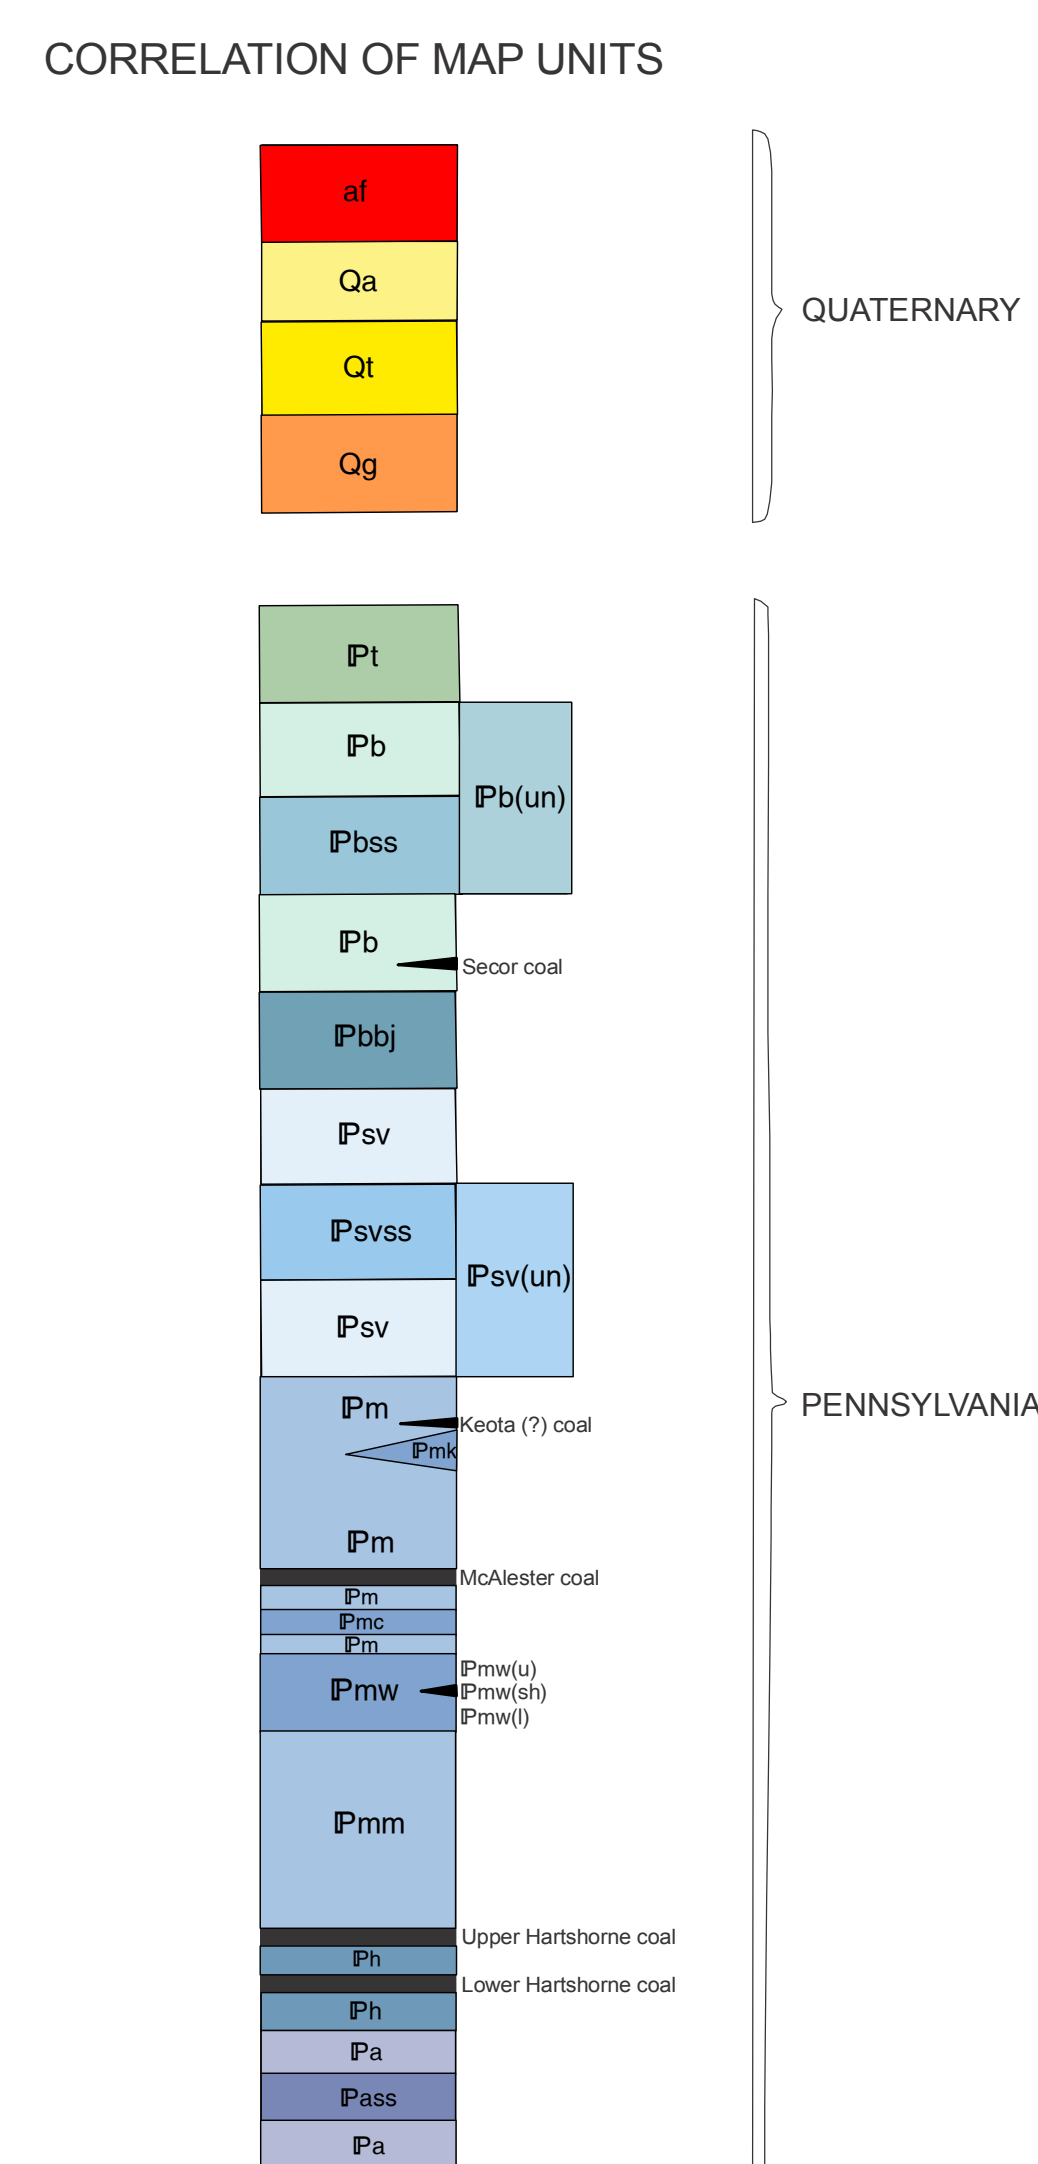 CORRELATION OF MAP UNITS
af
Qa
QUATERNARY
Qt
Qg
ℙt
ℙb
ℙb(un)
ℙbss
ℙb
Secor coal
ℙbbj
ℙsv
ℙsvss
ℙsv(un)
ℙsv
ℙm
PENNSYLVANIA
Keota (?) coal
ℙmk
ℙm
McAlester coal
ℙm
ℙmc
ℙm
ℙmw(u)
ℙmw
ℙmw(sh)
ℙmw(l)
ℙmm
Upper Hartshorne coal
ℙh
Lower Hartshorne coal
ℙh
ℙa
ℙass
ℙa